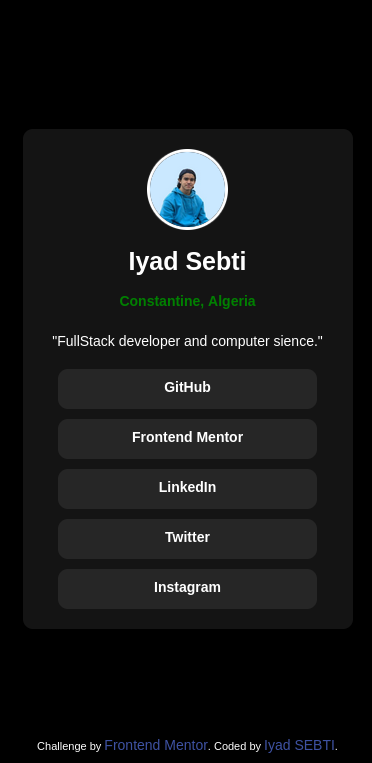 Iyad Sebti
Constantine, Algeria
"FullStack developer and computer sience."
GitHub
Frontend Mentor
LinkedIn
Twitter
Instagram
Challenge by Frontend Mentor. Coded by Iyad SEBTI.